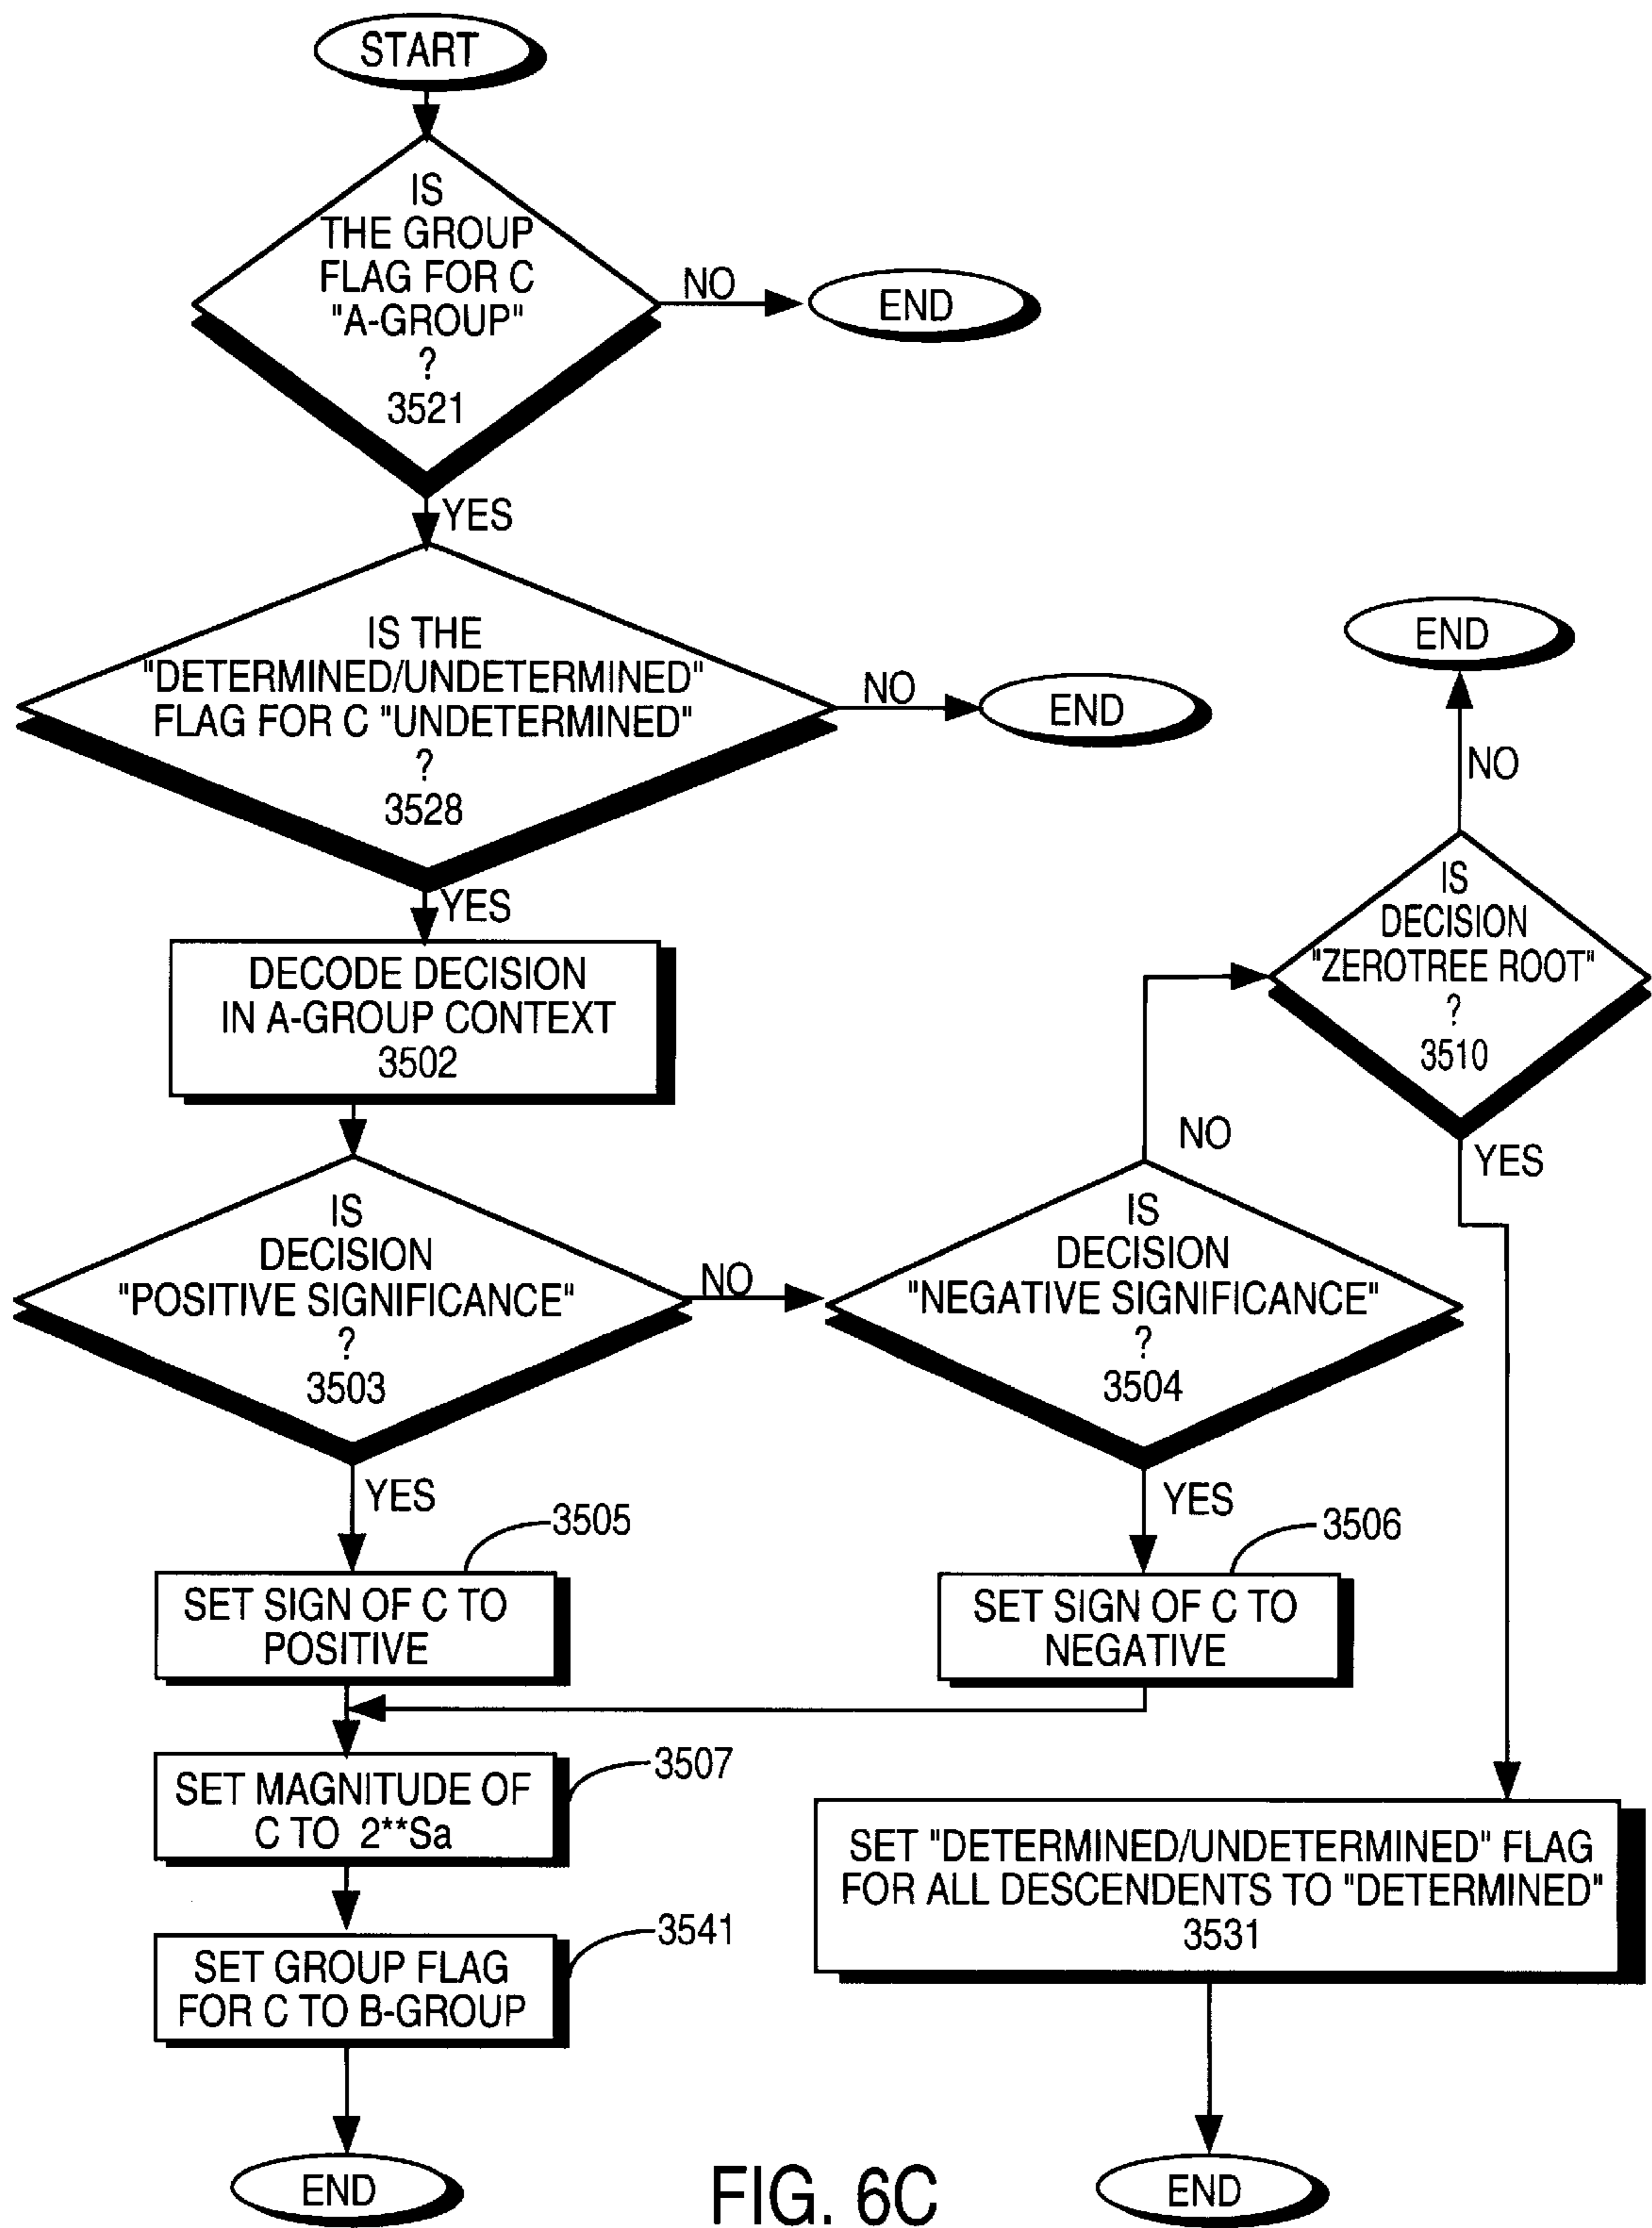 START
IS
THE GROUP
FLAG FOR C
"A-GROUP"
?
3521
NO
END
YES
IS THE
"DETERMINED/UNDETERMINED"
FLAG FOR C "UNDETERMINED"
?
3528
NO
END
YES
DECODE DECISION
IN A-GROUP CONTEXT
3502
IS
DECISION
"POSITIVE SIGNIFICANCE"
?
3503
NO
IS
DECISION
"NEGATIVE SIGNIFICANCE"
?
3504
NO
IS
DECISION
"ZEROTREE ROOT"
?
3510
NO
END
YES
YES
3505
SET SIGN OF C TO
POSITIVE
YES
3506
SET SIGN OF C TO
NEGATIVE
3507
SET MAGNITUDE OF
C TO 2**Sa
3541
SET GROUP FLAG
FOR C TO B-GROUP
END
SET "DETERMINED/UNDETERMINED" FLAG
FOR ALL DESCENDENTS TO "DETERMINED"
3531
END
FIG. 6C